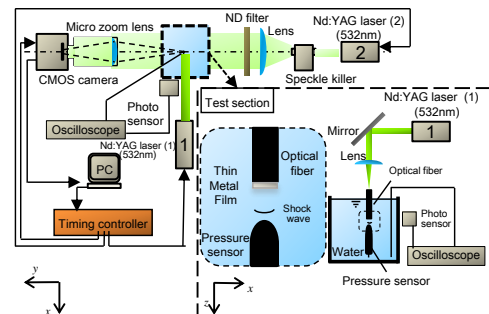 Micro zoom lens
ND filter
Lens
Nd:YAG laser (2)
(532nm)
2
CMOS camera
Speckle killer
Photo
sensor
Test section
Oscilloscope
Nd:YAG laser (1)
(532nm)
1
PC
Timing controller
Nd:YAG laser (1)
(532nm)
Mirror
1
Lens
Optical fiber
Thin
Metal
Film
Optical
fiber
Shock
wave
Pressure
sensor
Photo
sensor
Water
Oscilloscope
Pressure sensor
y
x
x
z